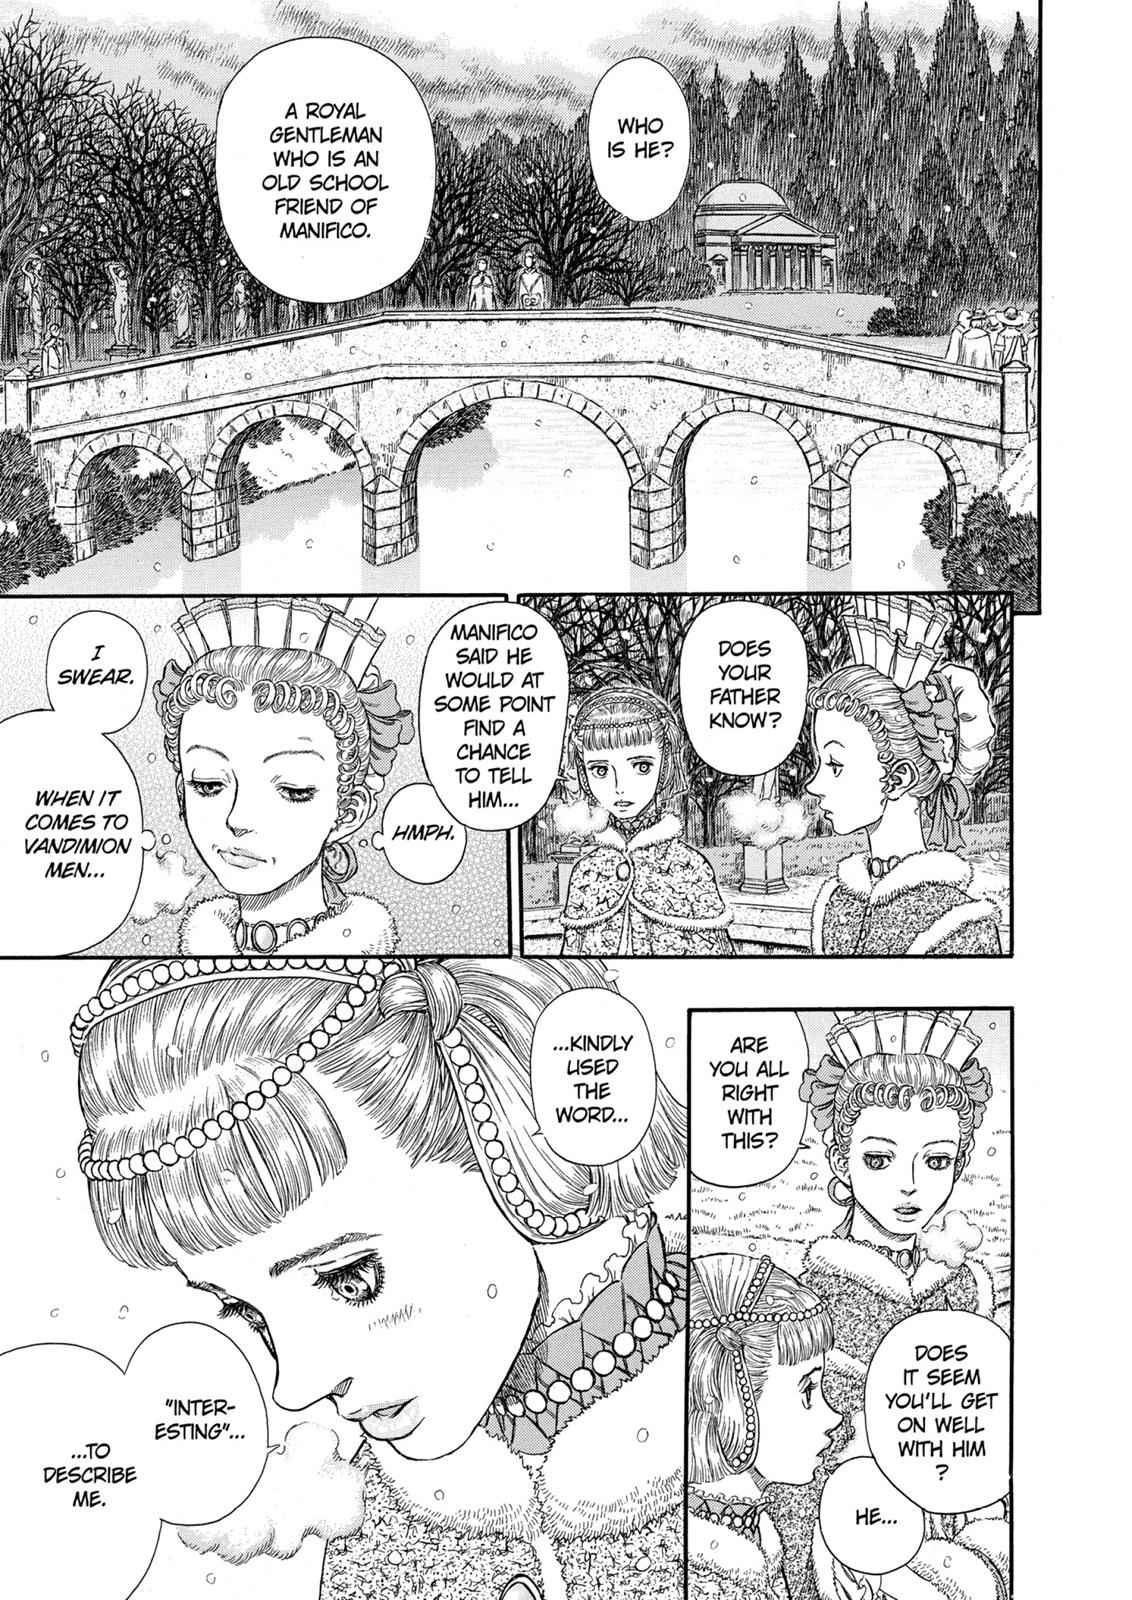 WHO
IS HE?
A ROYAL
GENTLEMAN
WHO IS AN
OLD SCHOOL
FRIEND OF
MANIFICO.
DOES
YOUR
FATHER
KNOW?
MANIFICO
SAID HE
WOULD AT
SOME POINT
FIND A
CHANCE
TO TELL
HIM...
HMPH.
I
SWEAR.
WHEN IT
COMES TO
VANDIMION
MEN...
ARE
YOU ALL
RIGHT
WITH
THIS?
DOES
IT SEEM
YOU'LL GET
ON WELL
WITH HIM
?
HE...
...KINDLY
USED
THE
WORD...
"INTER-
ESTING"...
...TO
DESCRIBE
ME.